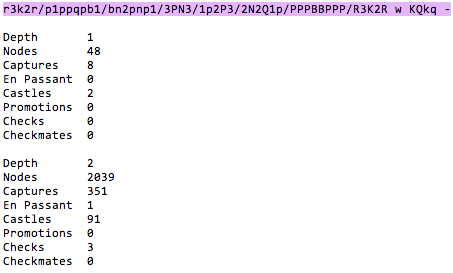 r3k2r/p1ppqpb1/bn2pnp1/3PN3/1p2P3/2N2Q1p/PPPBBPPP/R3K2R w KQkq -
Depth 1
Nodes 48
Captures 8
En Passant 0
Castles 2
Promotions 0
Checks 0
Checkmates 0
Depth 2
Nodes 2039
Captures 351
En Passant 1
Castles 91
Promotions 0
Checks 3
Checkmates 0